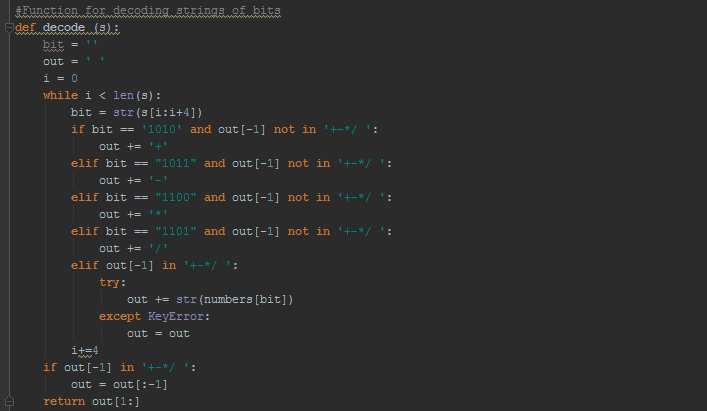 #Function for decoding strings of bits
def decode (s):
    bit = ''
    out = ' '
    i = 0
    while i < len(s):
        bit = str(s[i:i+4])
        if bit == '1010' and out[-1] not in '+-*/ ':
            out += '+'
        elif bit == "1011" and out[-1] not in '+-*/ ':
            out += '-'
        elif bit == "1100" and out[-1] not in '+-*/ ':
            out += '*'
        elif bit == "1101" and out[-1] not in '+-*/ ':
            out += '/'
        elif out[-1] in '+-*/ ':
            try:
                out += str(numbers[bit])
            except KeyError:
                out = out
        i+=4
    if out[-1] in '+-*/ ':
        out = out[:-1]
    return out[1:]